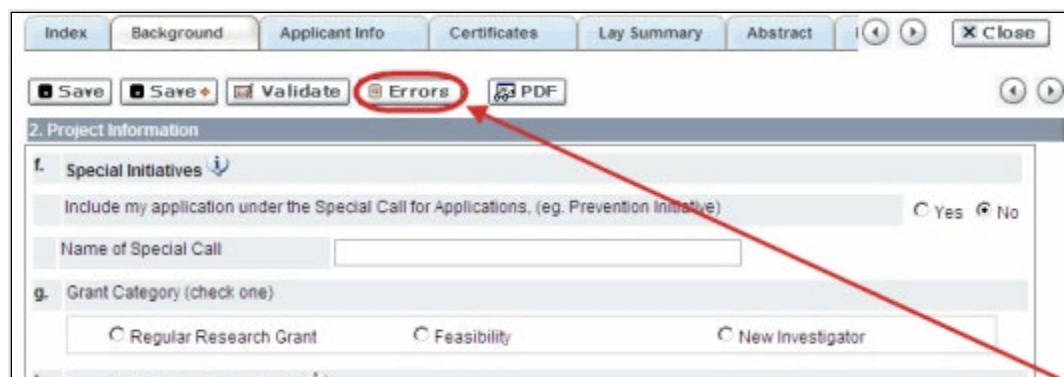 Index Background Applicant Info Certificates Lay Summary Abstract Close
Save Save Validate Errors PDF
2. Project Information
f. Special Initiatives
Include my application under the Special Call for Applications, (eg. Prevention Initiative) Yes No
Name of Special Call
g. Grant Category (check one)
Regular Research Grant Feasibility New Investigator